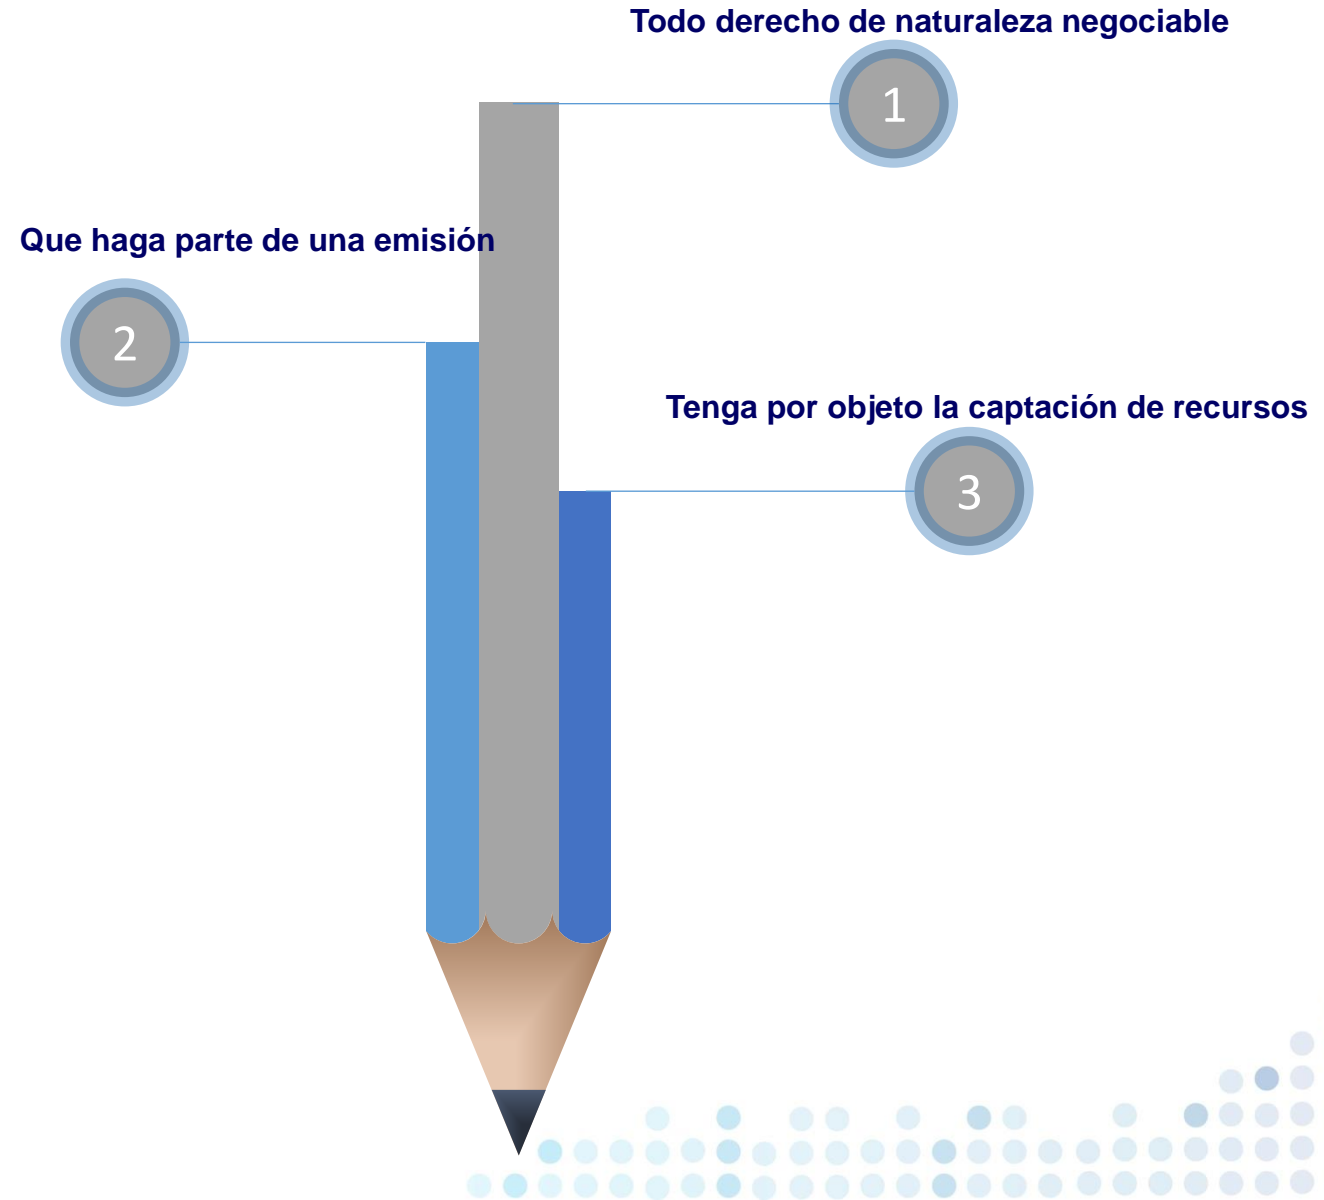 Todo derecho de naturaleza negociable
1
Que haga parte de una emisión
2
Tenga por objeto la captación de recursos
3